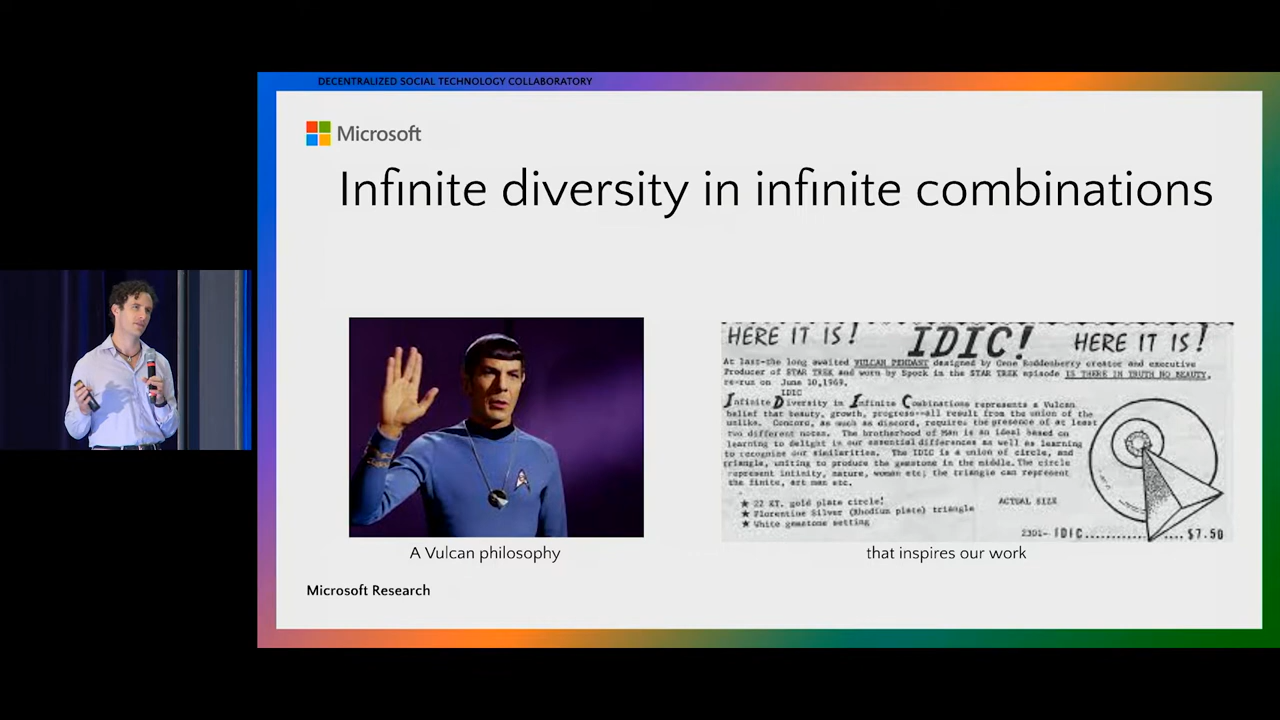 DECENTRALIZED SOCIAL TECHNOLOGY COLLABORATORY
Microsoft
Infinite diversity in infinite combinations
HERE IT IS! IDIC! HERE IT IS!
At last-the long awaited VULCAN PENDANT designed by Gene Roddenberry creator and executive
Producer of STAR TREK and worn by Spock in the STAR TREK episode IS THERE IN TRUTH NO BEAUTY,
re-run on June 10,1969.
IDIC
Infinite Diversity in Infinite Combinations represents a Vulcan
belief that beauty, growth, progress--all result from the union of the
unlike. Concord, as much as discord, requires the presence of at least
two different notes. The brotherhood of Man is an ideal based on
learning to delight in our essential differences as well as learning
to recognize our similarities. The IDIC is a union of circle, and
triangle, uniting to produce the gemstone in the middle. The circle
represent infinity, nature, woman etc; the triangle can represent
the finite, art man etc.
★ 22 KT. gold plate circle!
★ Florentine Silver (Rhodium plate) triangle
★ White gemstone setting
ACTUAL SIZE
2301- IDIC.................. $7.50
A Vulcan philosophy
that inspires our work
Microsoft Research